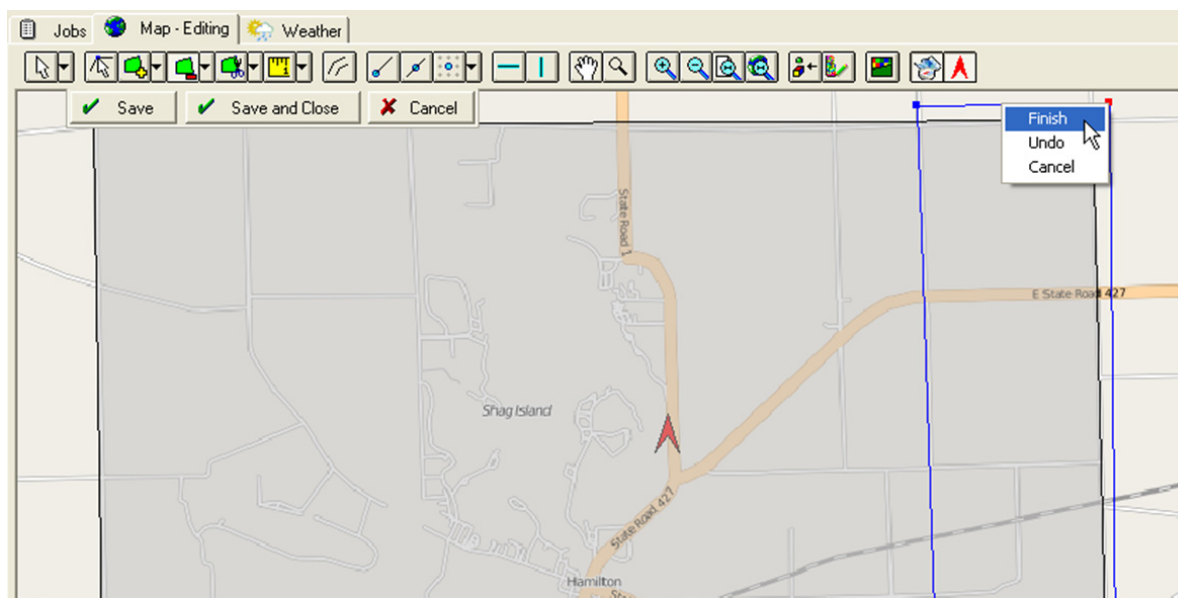 Jobs Map - Editing Weather
Save Save and Close Cancel
Finish
Undo
Cancel
State Road 1
E State Road 427
Shag Island
State Road 427
Hamilton